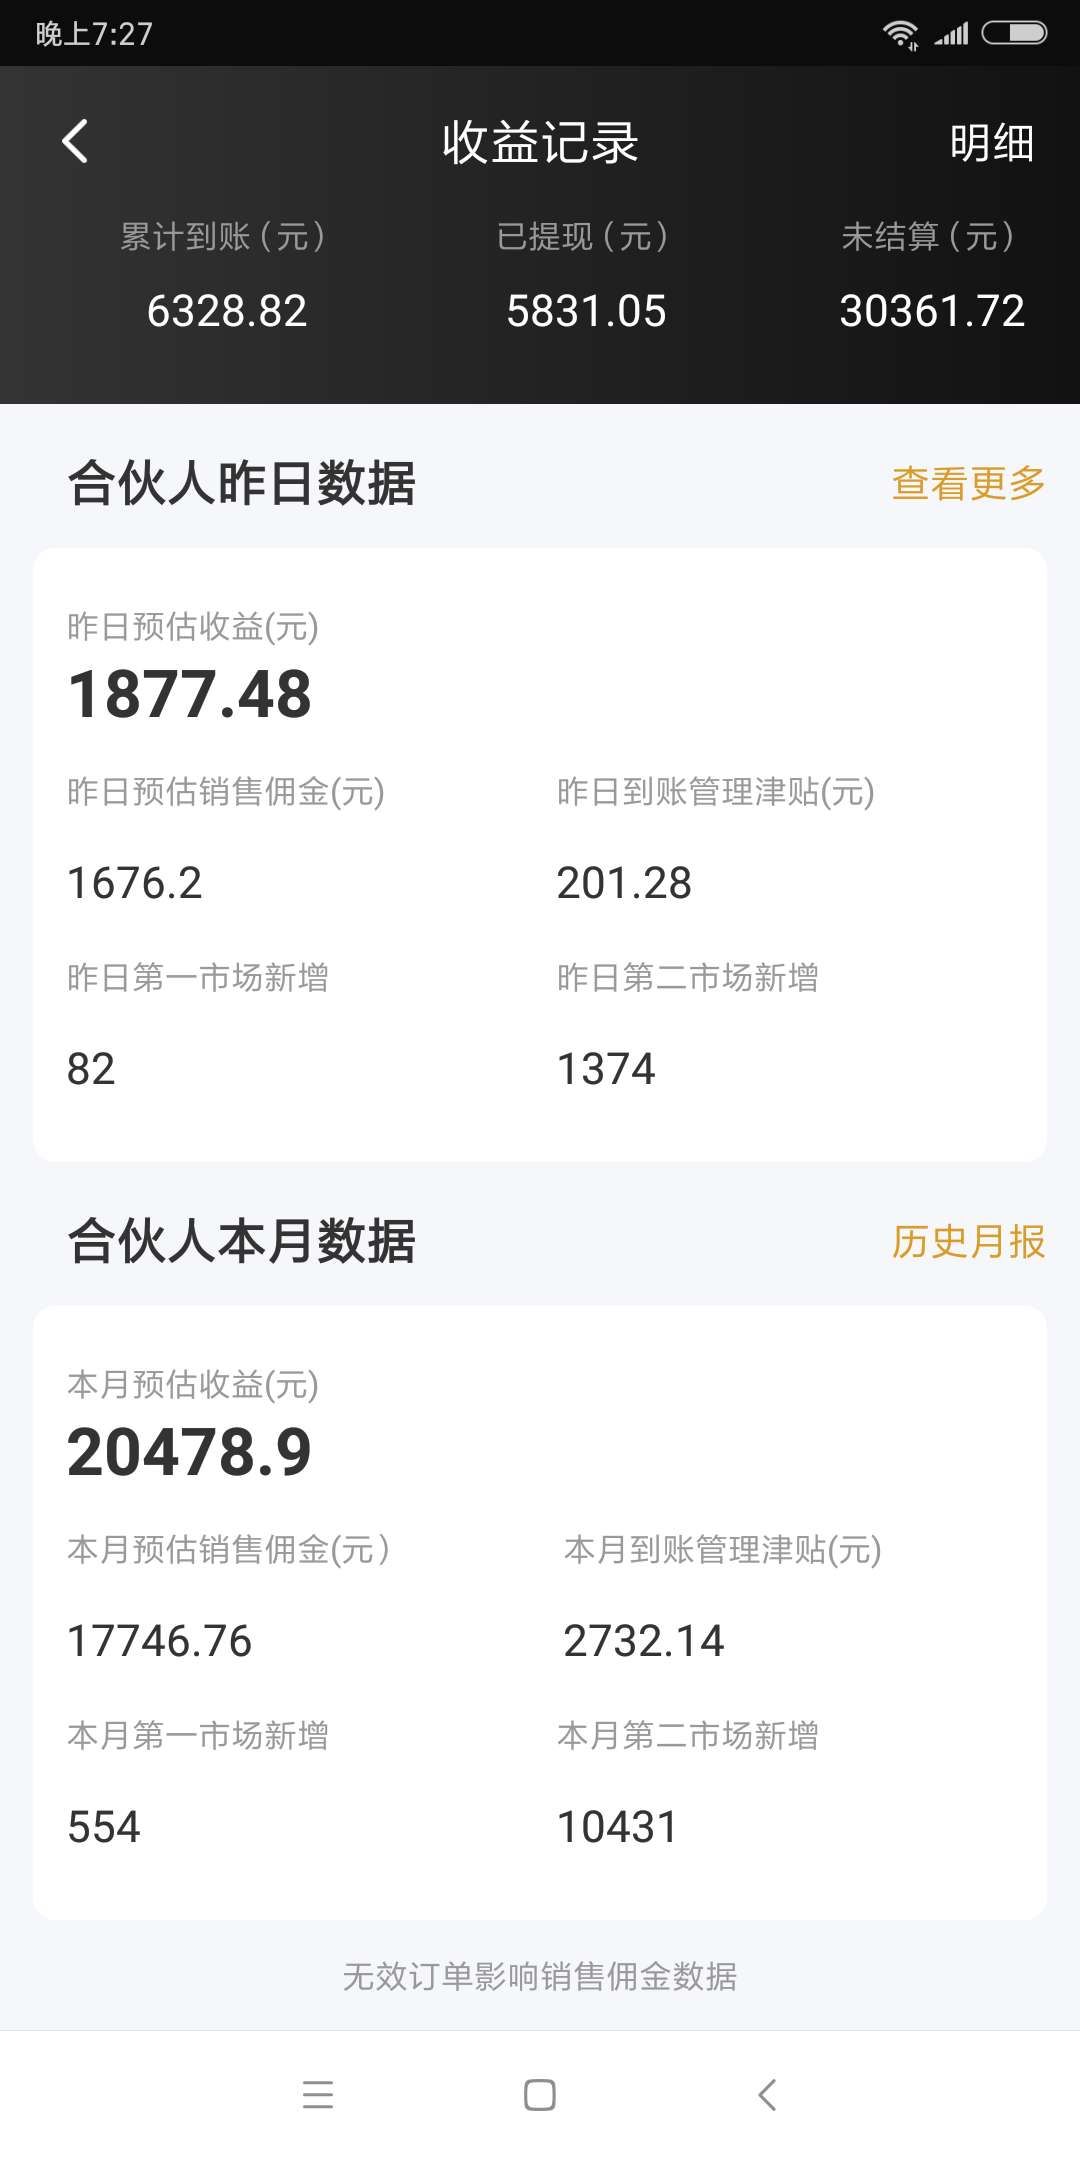 晚上7:27
收益记录
明细
累计到账（元）
已提现（元）
未结算（元）
6328.82
5831.05
30361.72
合伙人昨日数据
查看更多
昨日预估收益(元)
1877.48
昨日预估销售佣金(元)
昨日到账管理津贴(元)
1676.2
201.28
昨日第一市场新增
昨日第二市场新增
82
1374
合伙人本月数据
历史月报
本月预估收益(元)
20478.9
本月预估销售佣金(元）
本月到账管理津贴(元)
17746.76
2732.14
本月第一市场新增
本月第二市场新增
554
10431
无效订单影响销售佣金数据